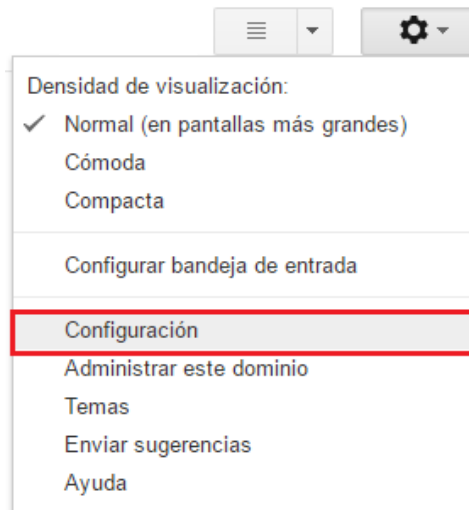 Densidad de visualización:
Normal (en pantallas más grandes)
Cómoda
Compacta
Configurar bandeja de entrada
Configuración
Administrar este dominio
Temas
Enviar sugerencias
Ayuda